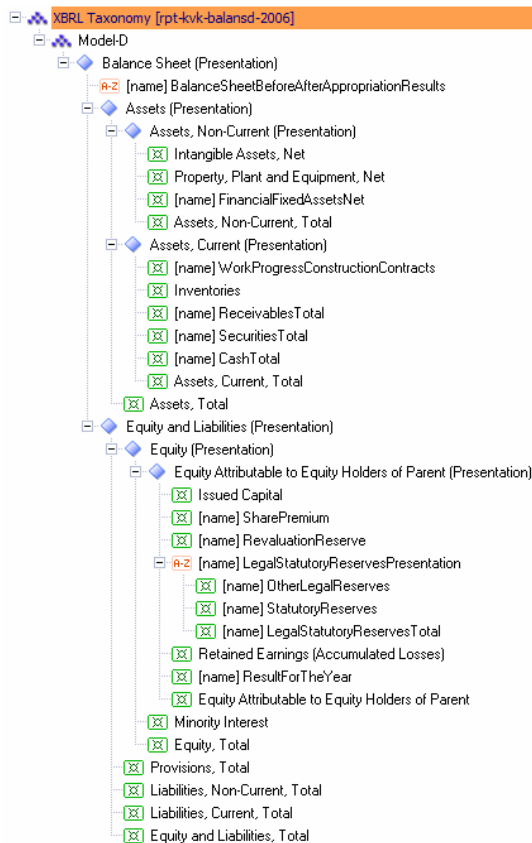 XBRL Taxonomy [rpt-kvk-balansd-2006]
Model-D
Balance Sheet (Presentation)
A-Z [name] BalanceSheetBeforeAfterAppropriationResults
Assets (Presentation)
Assets, Non-Current (Presentation)
Intangible Assets, Net
Property, Plant and Equipment, Net
[name] FinancialFixedAssetsNet
Assets, Non-Current, Total
Assets, Current (Presentation)
[name] WorkProgressConstructionContracts
Inventories
[name] ReceivablesTotal
[name] SecuritiesTotal
[name] CashTotal
Assets, Current, Total
Assets, Total
Equity and Liabilities (Presentation)
Equity (Presentation)
Equity Attributable to Equity Holders of Parent (Presentation)
Issued Capital
[name] SharePremium
[name] RevaluationReserve
A-Z [name] LegalStatutoryReservesPresentation
[name] OtherLegalReserves
[name] StatutoryReserves
[name] LegalStatutoryReservesTotal
Retained Earnings (Accumulated Losses)
[name] ResultForTheYear
Equity Attributable to Equity Holders of Parent
Minority Interest
Equity, Total
Provisions, Total
Liabilities, Non-Current, Total
Liabilities, Current, Total
Equity and Liabilities, Total